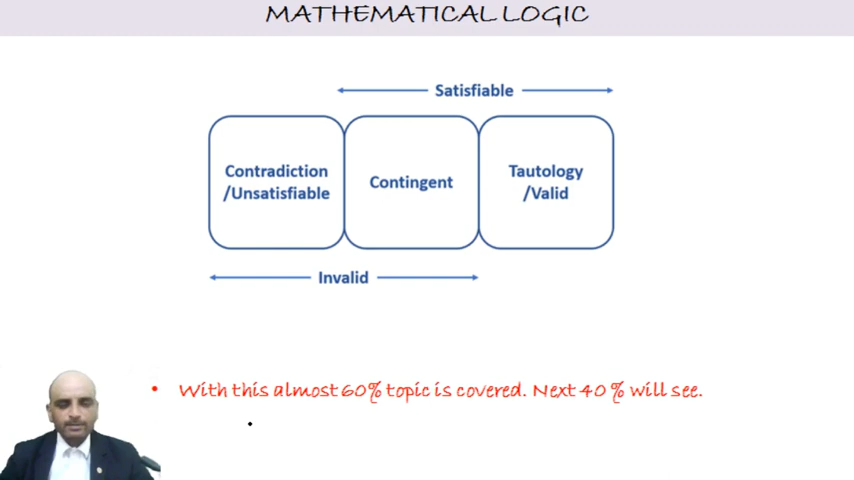 MATHEMATICAL LOGIC
Satisfiable
Contradiction
/Unsatisfiable
Contingent
Tautology
/Valid
Invalid
• With this almost 60% topic is covered. Next 40 % will see.